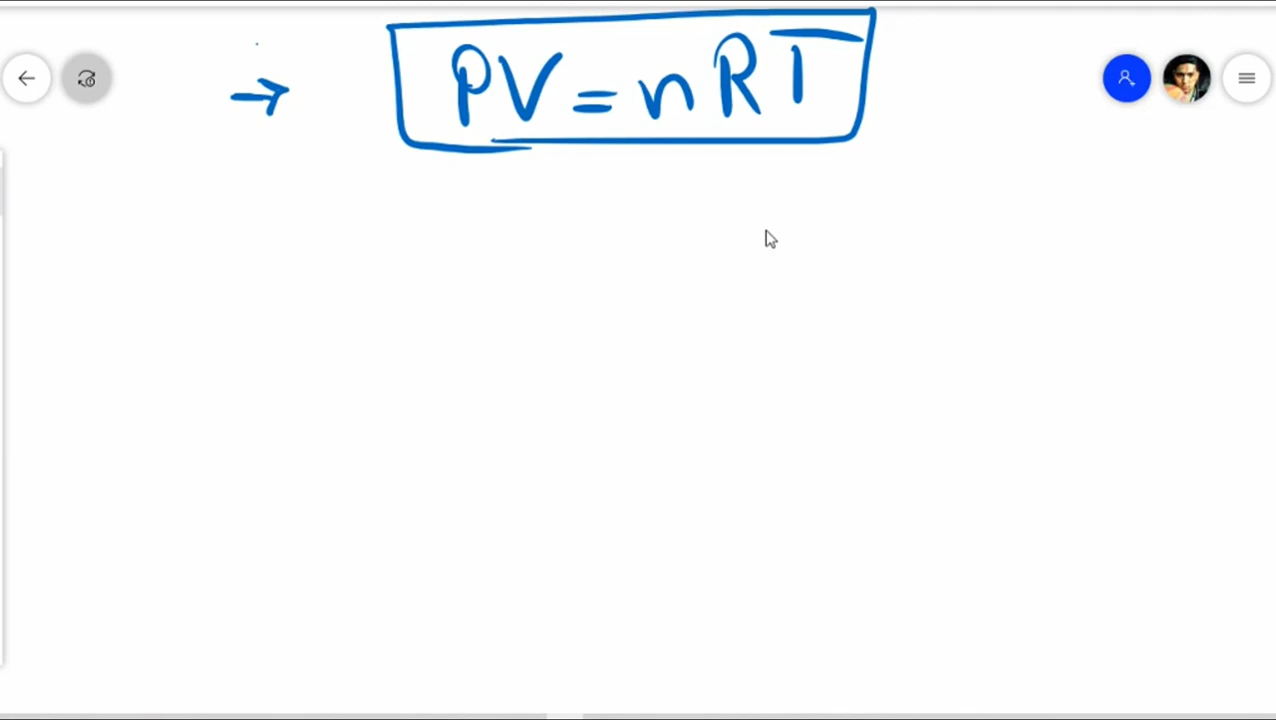 → PV = nRT